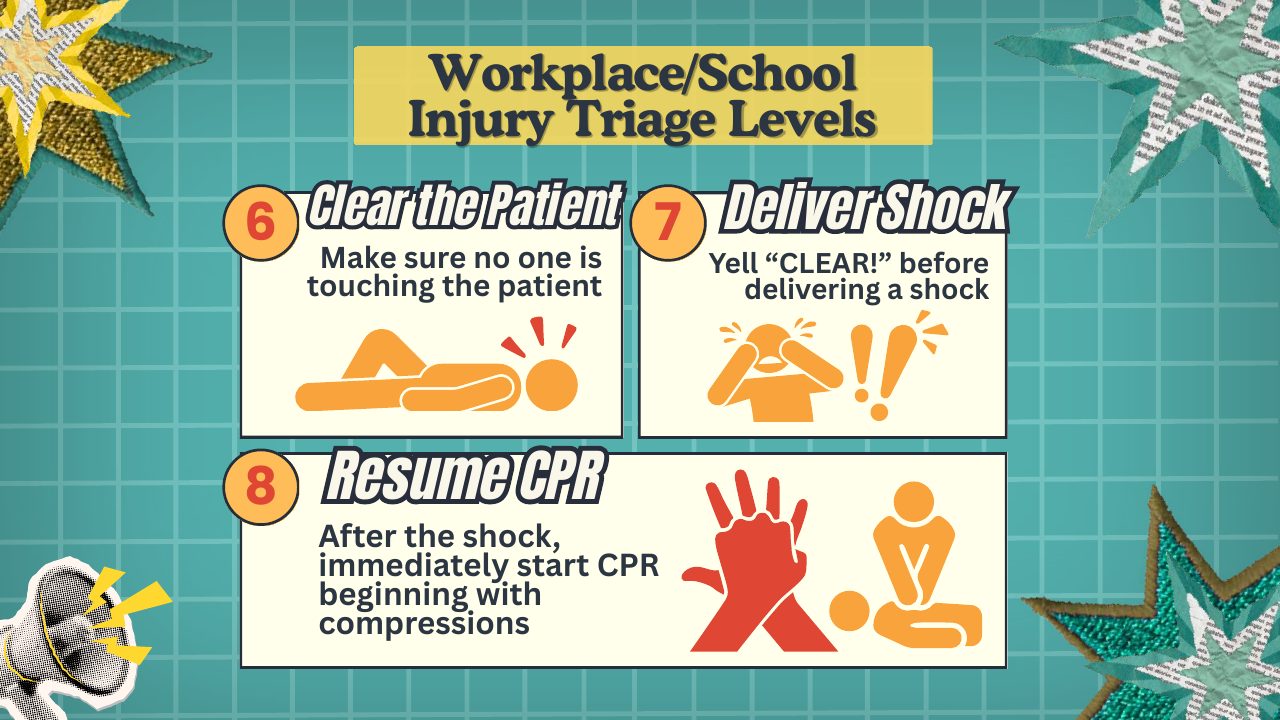 Workplace/School
Injury Triage Levels
6
Clear the Patient
Make sure no one is
touching the patient
7
Deliver Shock
Yell “CLEAR!” before
delivering a shock
8
Resume CPR
After the shock,
immediately start CPR
beginning with
compressions